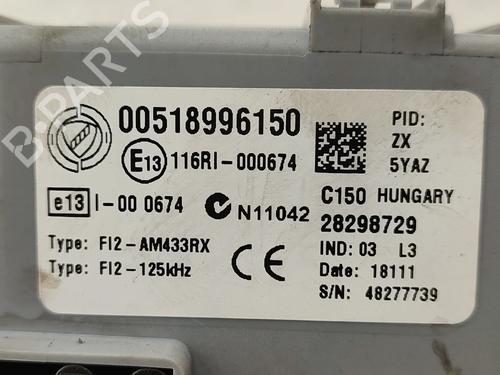 B-PARTS
00518996150
PID:
ZX
5YAZ
E13 116RI-000674
e13 I-00 0674
N11042
C150 HUNGARY
28298729
Type: FI2-AM433RX
IND: 03 L3
Type: FI2-125kHz
CE
Date: 18111
S/N: 48277739